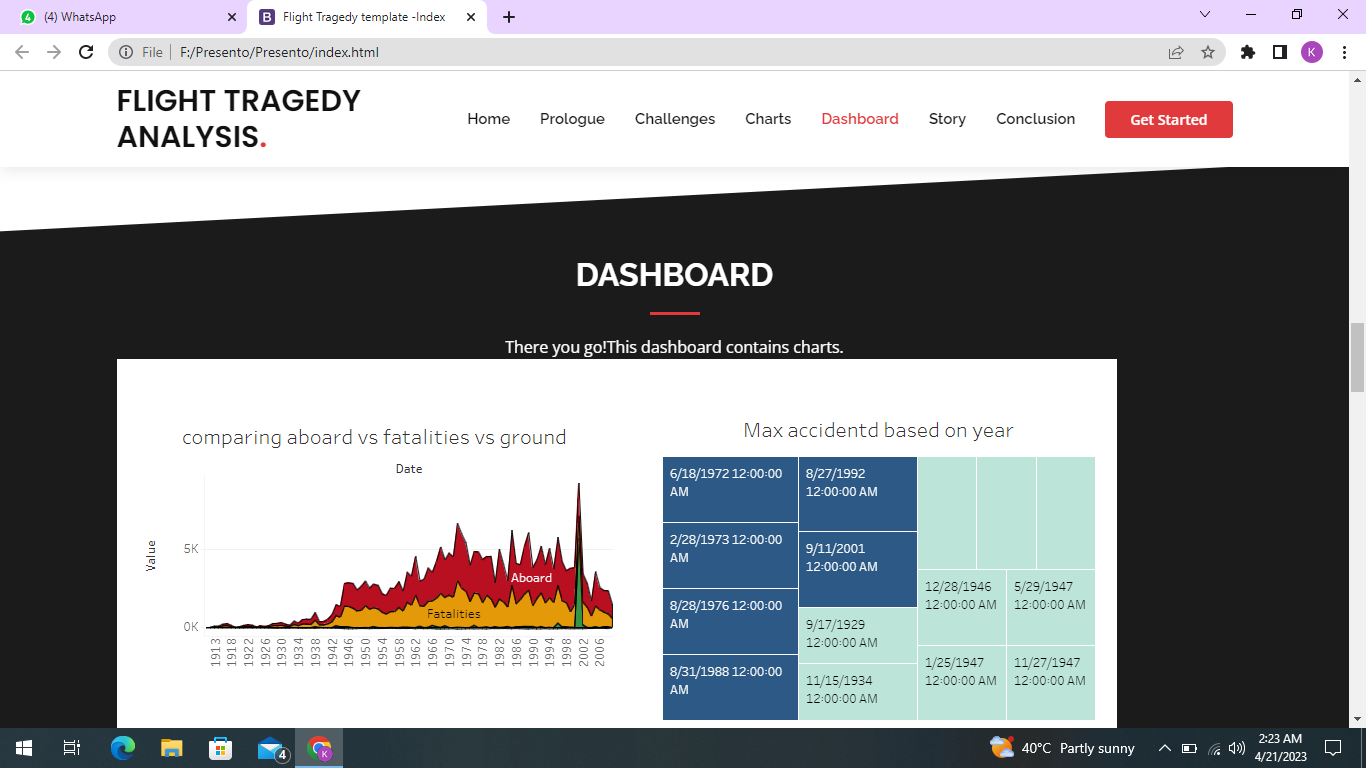 (4) WhatsApp
Flight Tragedy template -Index
File
F:/Presento/Presento/index.html
K
FLIGHT TRAGEDY
ANALYSIS.
Home
Prologue
Challenges
Charts
Dashboard
Story
Conclusion
Get Started
DASHBOARD
There you go!This dashboard contains charts.
comparing aboard vs fatalities vs ground
Date
Value
5K
0K
Aboard
Fatalities
1913
1918
1922
1926
1930
1934
1938
1942
1946
1950
1954
1958
1962
1966
1970
1974
1978
1982
1986
1990
1994
1998
2002
2006
Max accidentd based on year
6/18/1972 12:00:00
AM
2/28/1973 12:00:00
AM
8/28/1976 12:00:00
AM
8/31/1988 12:00:00
AM
8/27/1992
12:00:00 AM
9/11/2001
12:00:00 AM
9/17/1929
12:00:00 AM
11/15/1934
12:00:00 AM
12/28/1946
12:00:00 AM
5/29/1947
12:00:00 AM
1/25/1947
12:00:00 AM
11/27/1947
12:00:00 AM
4
K
40°C Partly sunny
2:23 AM
4/21/2023